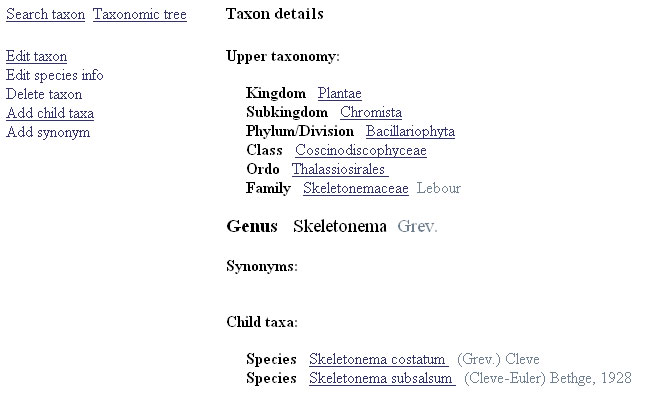 Search taxon Taxonomic tree
Edit taxon
Edit species info
Delete taxon
Add child taxa
Add synonym
Taxon details
Upper taxonomy:
Kingdom Plantae
Subkingdom Chromista
Phylum/Division Bacillariophyta
Class Coscinodiscophyceae
Ordo Thalassiosirales
Family Skeletonemaceae Lebour
Genus Skeletonema Grev.
Synonyms:
Child taxa:
Species Skeletonema costatum (Grev.) Cleve
Species Skeletonema subsalsum (Cleve-Euler) Bethge, 1928